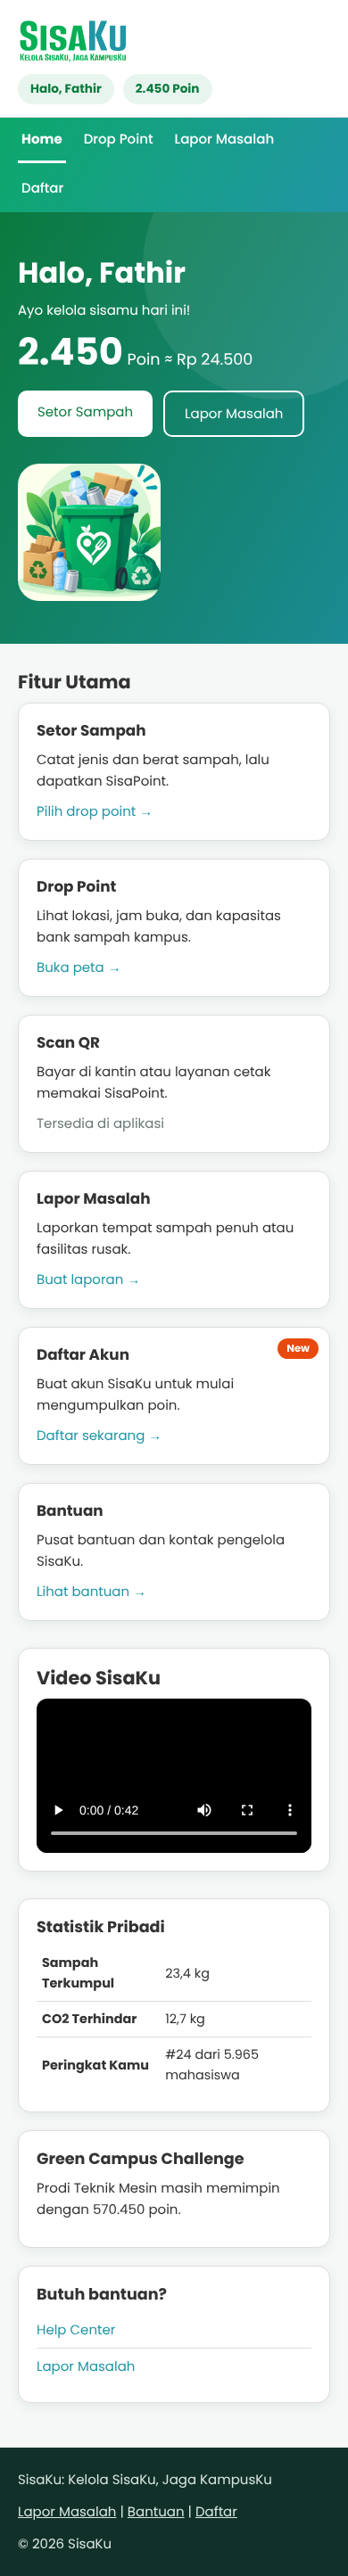 SISAKU
KELOLA SISAKU, JAGA KAMPUSKU
Halo, Fathir
2.450 Poin
Home
Drop Point
Lapor Masalah
Daftar
Halo, Fathir
Ayo kelola sisamu hari ini!
2.450 Poin ≈ Rp 24.500
Setor Sampah
Lapor Masalah
Fitur Utama
Setor Sampah
Catat jenis dan berat sampah, lalu
dapatkan SisaPoint.
Pilih drop point →
Drop Point
Lihat lokasi, jam buka, dan kapasitas
bank sampah kampus.
Buka peta →
Scan QR
Bayar di kantin atau layanan cetak
memakai SisaPoint.
Tersedia di aplikasi
Lapor Masalah
Laporkan tempat sampah penuh atau
fasilitas rusak.
Buat laporan →
New
Daftar Akun
Buat akun SisaKu untuk mulai
mengumpulkan poin.
Daftar sekarang →
Bantuan
Pusat bantuan dan kontak pengelola
SisaKu.
Lihat bantuan →
Video SisaKu
0:00 / 0:42
Statistik Pribadi
Sampah
Terkumpul
23,4 kg
CO2 Terhindar
12,7 kg
Peringkat Kamu
#24 dari 5.965
mahasiswa
Green Campus Challenge
Prodi Teknik Mesin masih memimpin
dengan 570.450 poin.
Butuh bantuan?
Help Center
Lapor Masalah
SisaKu: Kelola SisaKu, Jaga KampusKu
Lapor Masalah | Bantuan | Daftar
© 2026 SisaKu